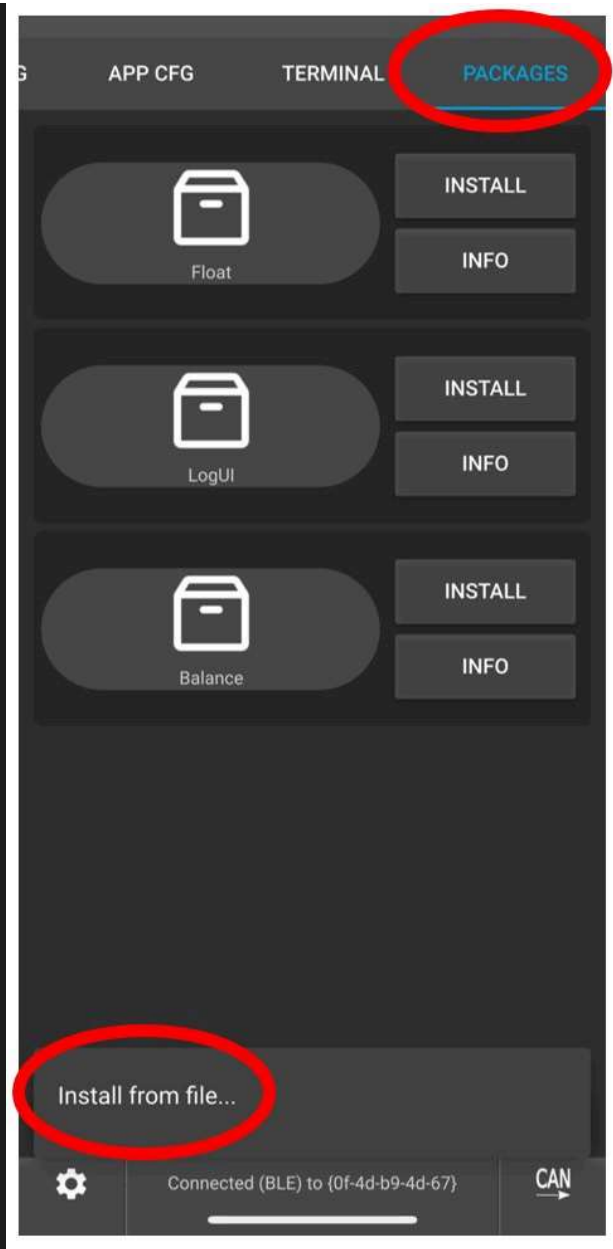 G APP CFG TERMINAL PACKAGES
INSTALL
Float
INFO
INSTALL
LogUI
INFO
INSTALL
Balance
INFO
Install from file...
Connected (BLE) to {0f-4d-b9-4d-67}
CAN